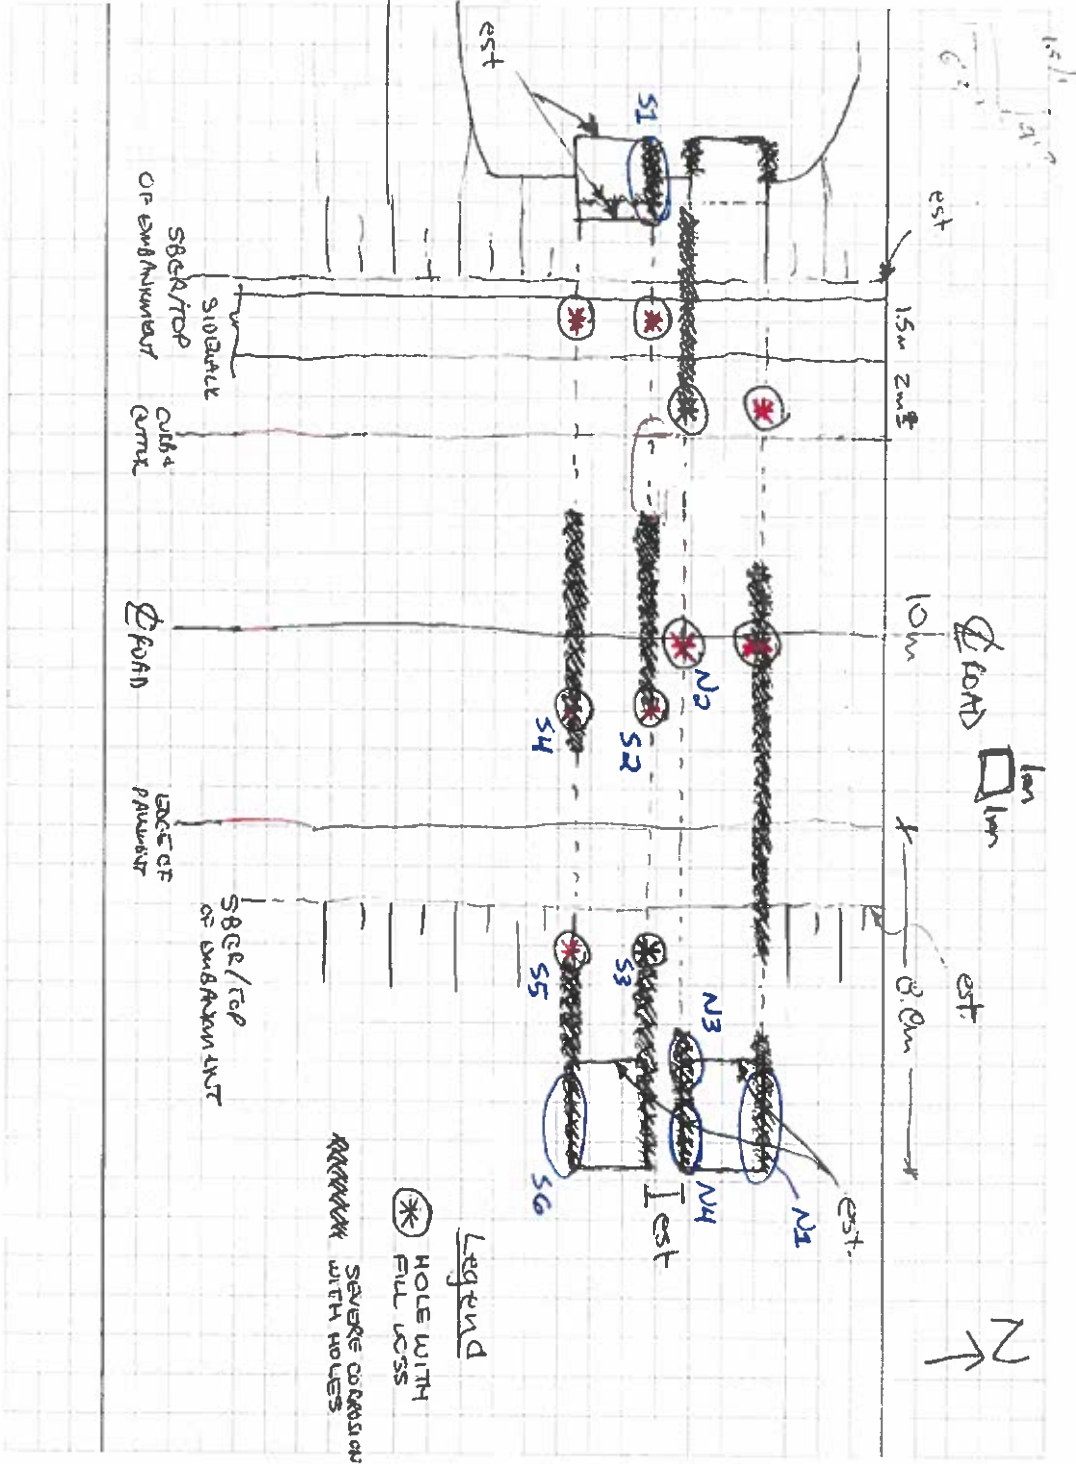 est
S1
est
1.5m
2m±
10m
℄ ROAD
1m
1m
8.0m
est.
est.
N
SBGR/TOP
OF EMBANKMENT
SIDEWALK
CURB &
GUTTER
℄ ROAD
EDGE OF
PAVEMENT
SBGR/TOP
OF EMBANKMENT
N2
S2
S4
S3
S5
N3
N4
N1
S6
est
Legend
HOLE WITH
FILL LOSS
SEVERE CORROSION
WITH HOLES